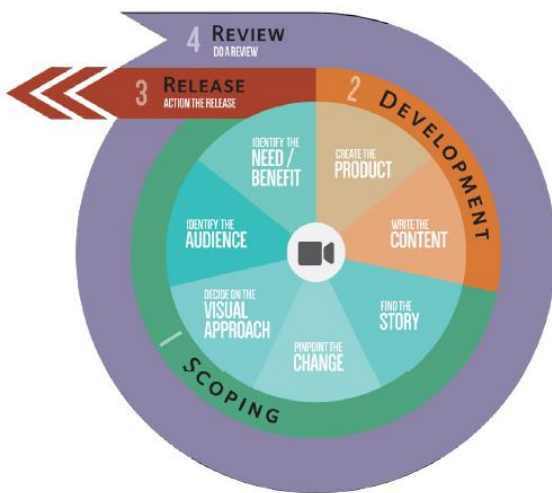 4 REVIEW
DO A REVIEW
3 RELEASE
ACTION THE RELEASE
2 DEVELOPMENT
IDENTIFY THE
NEED /
BENEFIT
CREATE THE
PRODUCT
IDENTIFY THE
AUDIENCE
WRITE THE
CONTENT
DECIDE ON THE
VISUAL
APPROACH
FIND THE
STORY
PINPOINT THE
CHANGE
1 SCOPING